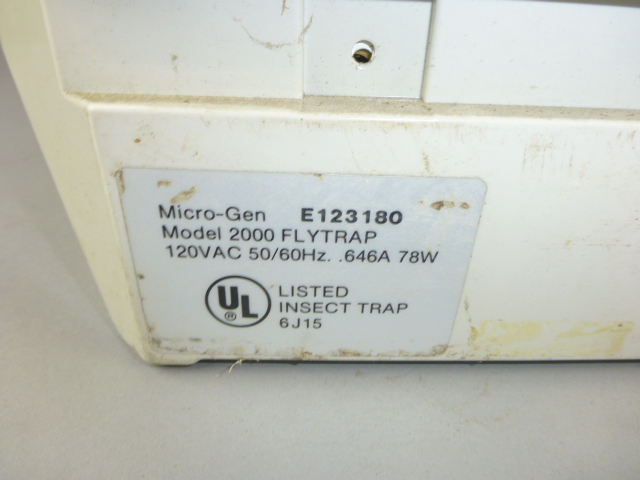 Micro-Gen E123180
Model 2000 FLYTRAP
120VAC 50/60Hz. .646A 78W
UL ® LISTED
INSECT TRAP
6J15